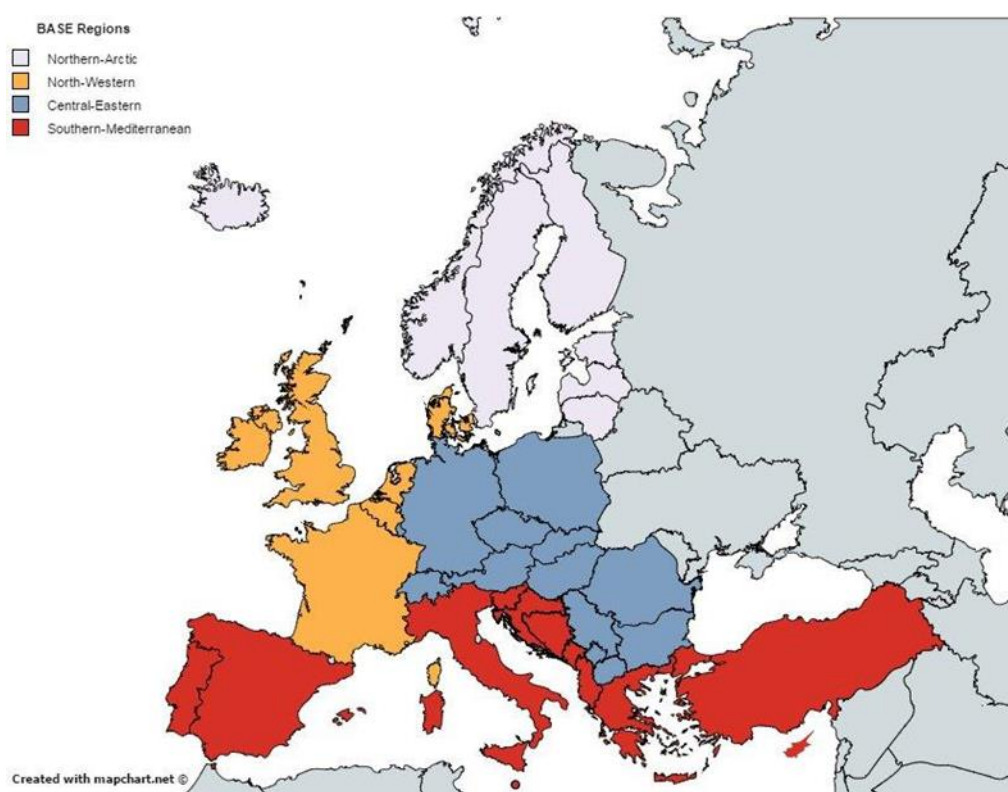 BASE Regions
Northern-Arctic
North-Western
Central-Eastern
Southern-Mediterranean
Created with mapchart.net ©